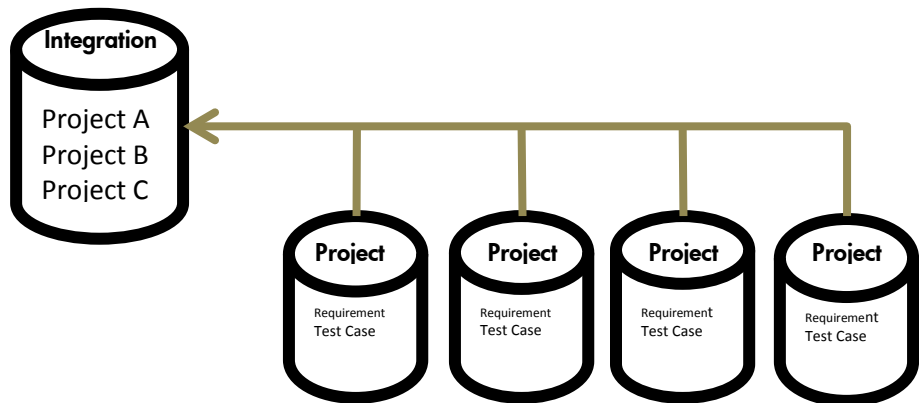 Integration
Project A
Project B
Project C
Project
Requirement
Test Case
Project
Requirement
Test Case
Project
Requirement
Test Case
Project
Requirement
Test Case